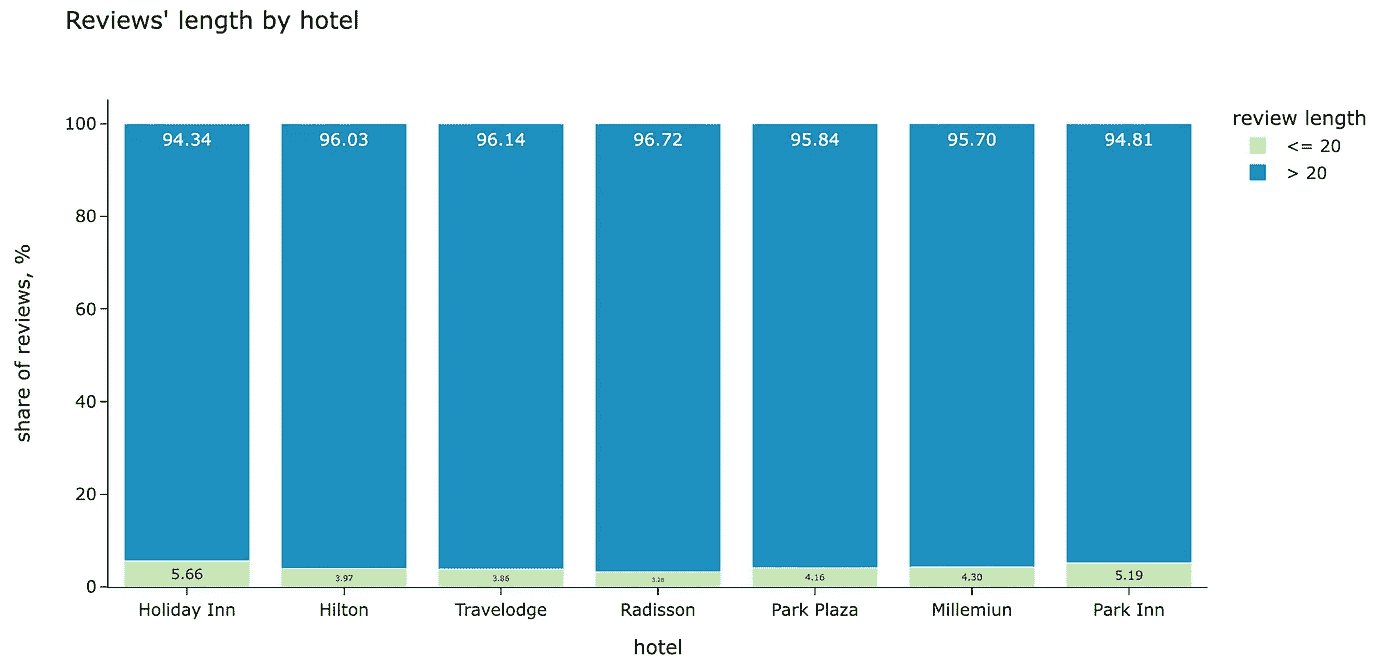 Reviews' length by hotel
review length
<= 20
> 20
share of reviews, %
100
80
60
40
20
0
94.34 96.03 96.14 96.72 95.84 95.70 94.81
5.66 3.97 3.86 3.28 4.16 4.30 5.19
Holiday Inn Hilton Travelodge Radisson Park Plaza Millemiun Park Inn
hotel